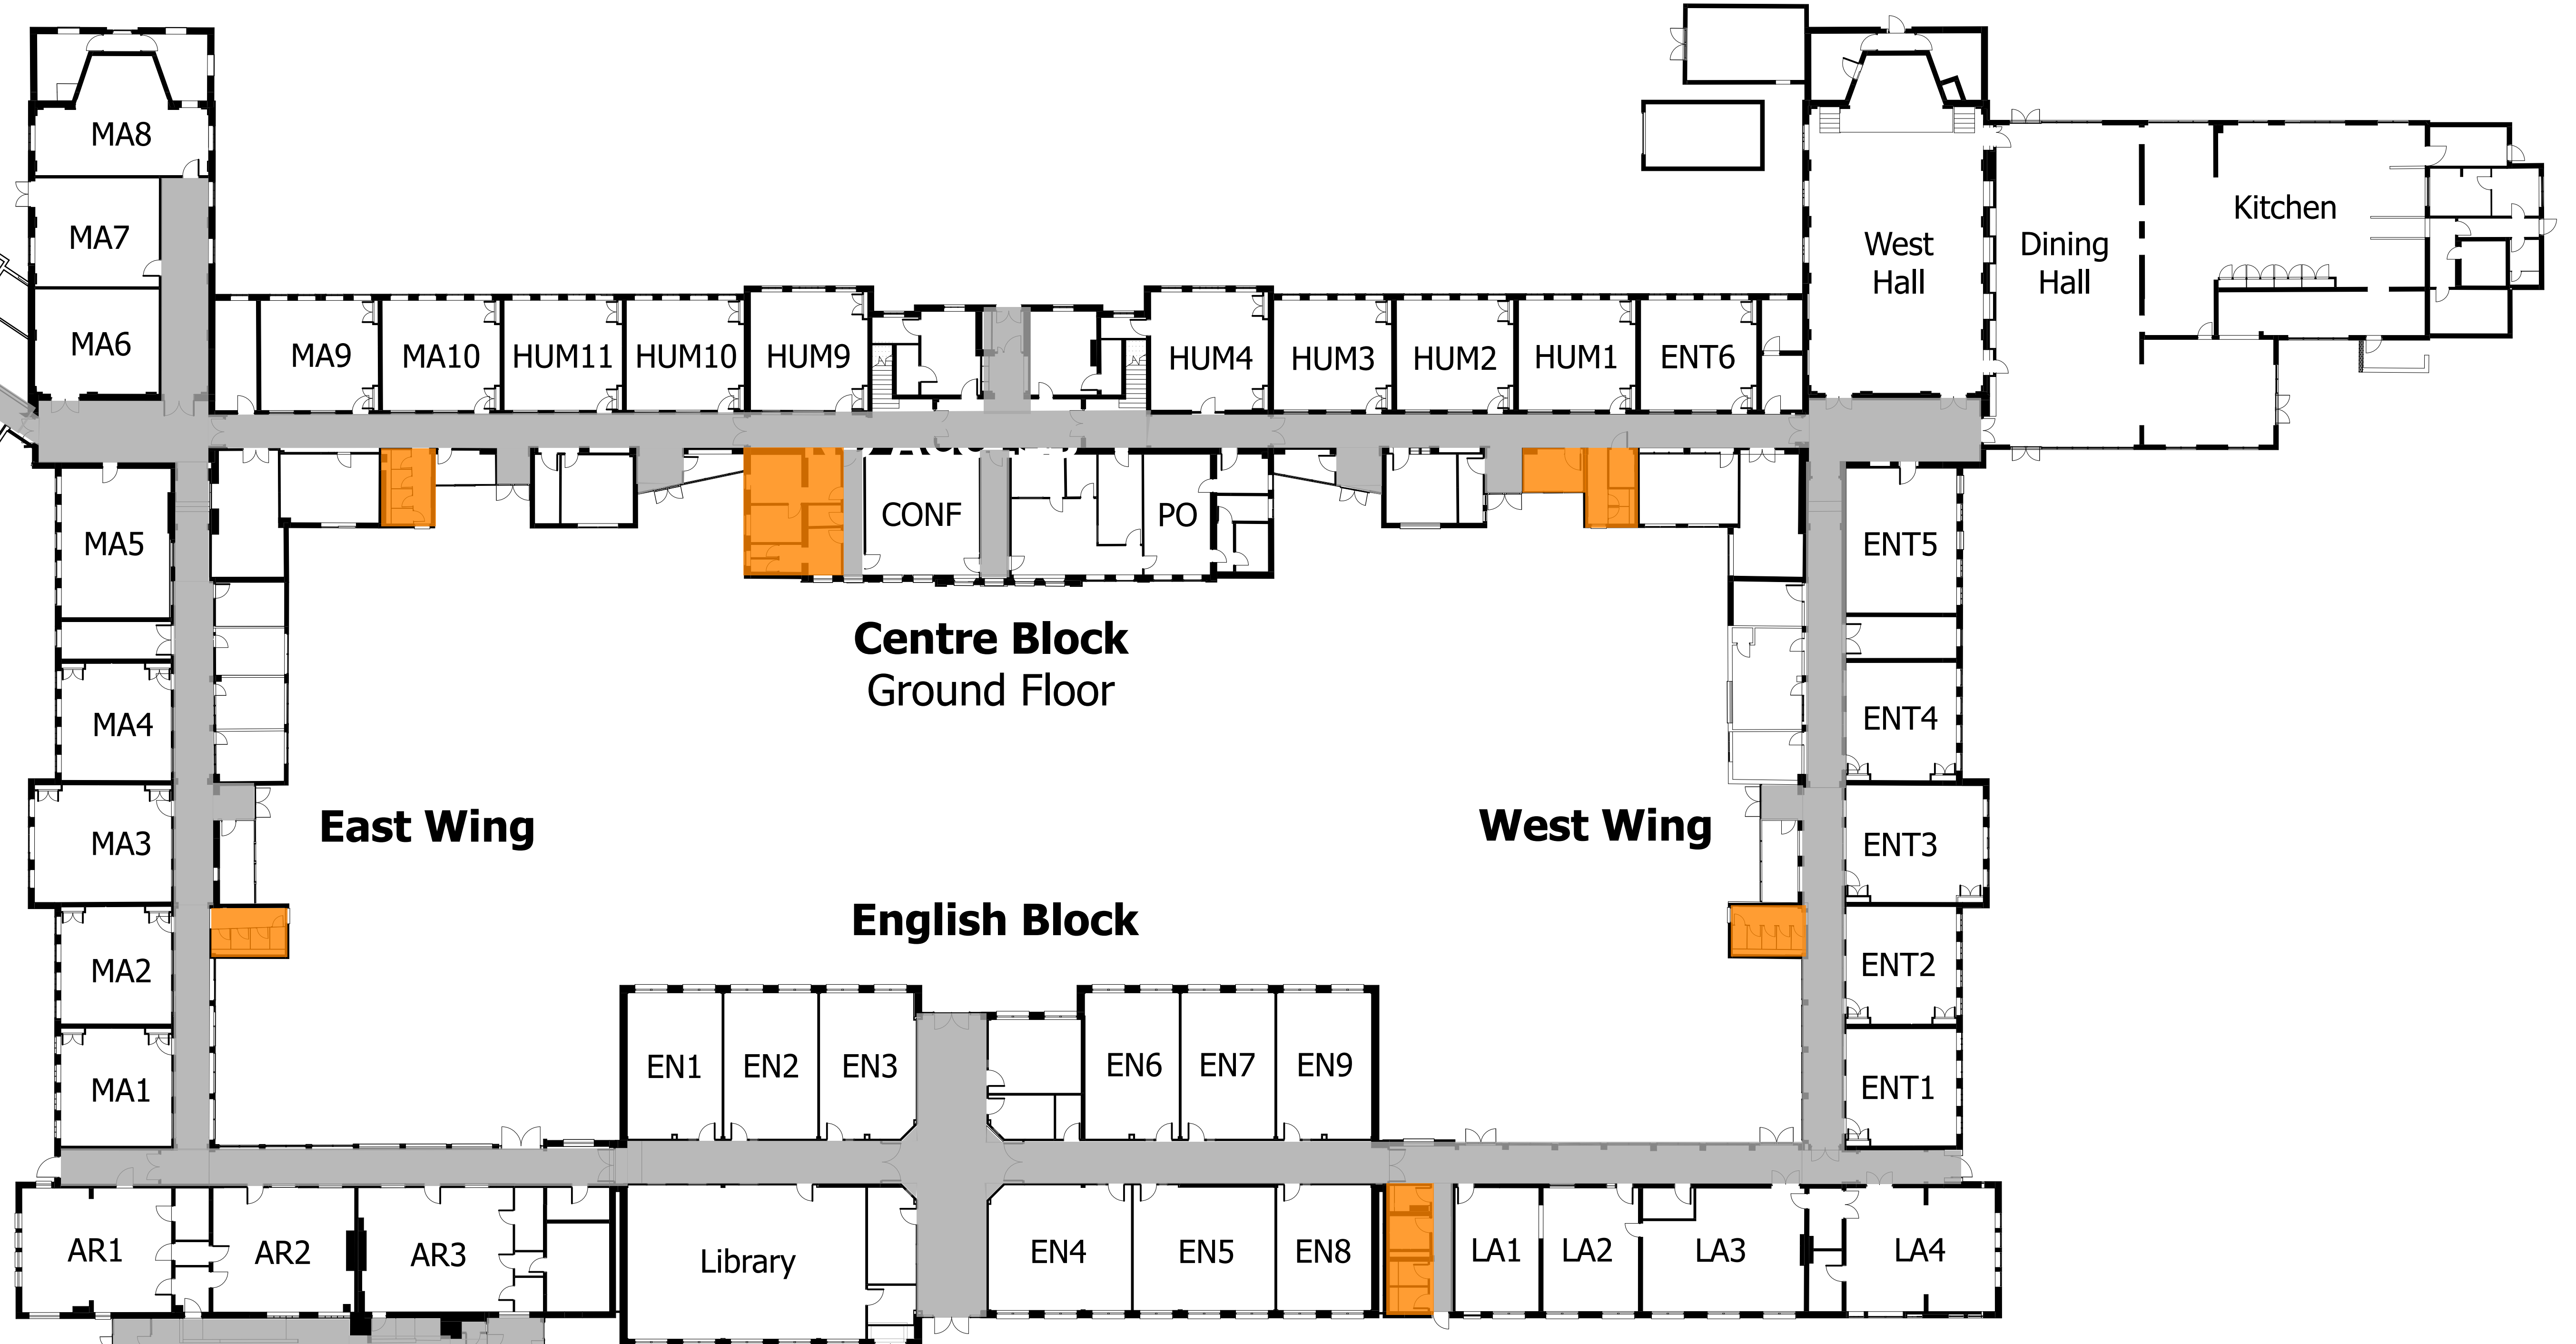 MA8
MA7
MA6
MA9
MA10
HUM11
HUM10
HUM9
HUM4
HUM3
HUM2
HUM1
ENT6
West
Hall
Dining
Hall
Kitchen
MA5
CONF
PO
ENT5
Centre Block
Ground Floor
MA4
ENT4
East Wing
West Wing
MA3
ENT3
English Block
MA2
ENT2
MA1
EN1
EN2
EN3
EN6
EN7
EN9
ENT1
AR1
AR2
AR3
Library
EN4
EN5
EN8
LA1
LA2
LA3
LA4